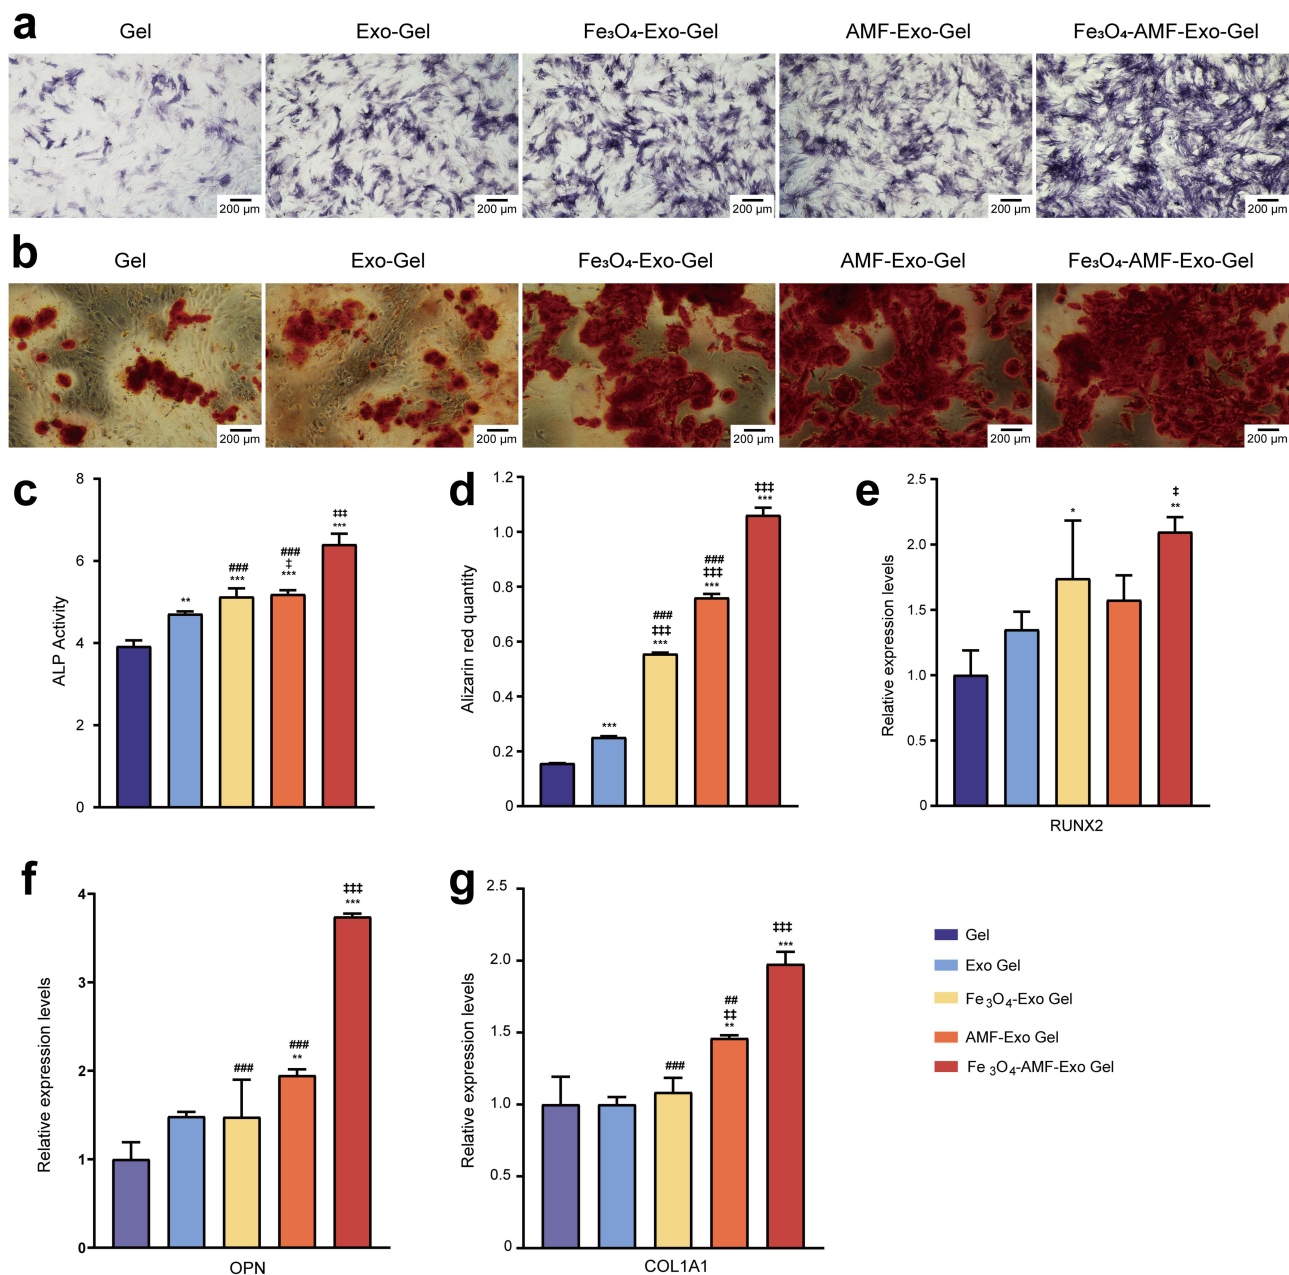 a
Gel Exo-Gel Fe₃O₄-Exo-Gel AMF-Exo-Gel Fe₃O₄-AMF-Exo-Gel
200 µm 200 µm 200 µm 200 µm 200 µm
b
Gel Exo-Gel Fe₃O₄-Exo-Gel AMF-Exo-Gel Fe₃O₄-AMF-Exo-Gel
200 µm 200 µm 200 µm 200 µm 200 µm
c
ALP Activity
8
6
4
2
0
**
###
***
###
‡
***
‡‡‡
***
d
Alizarin red quantity
1.2
1.0
0.8
0.6
0.4
0.2
0
***
###
‡‡‡
***
###
‡‡‡
***
‡‡‡
***
e
Relative expression levels
2.5
2.0
1.5
1.0
0.5
0
*
‡
**
RUNX2
f
Relative expression levels
4
3
2
1
0
###
###
**
‡‡‡
***
OPN
g
Relative expression levels
2.5
2.0
1.5
1.0
0.5
0
###
##
‡‡
**
‡‡‡
***
COL1A1
Gel
Exo Gel
Fe₃O₄-Exo Gel
AMF-Exo Gel
Fe ₃O₄-AMF-Exo Gel